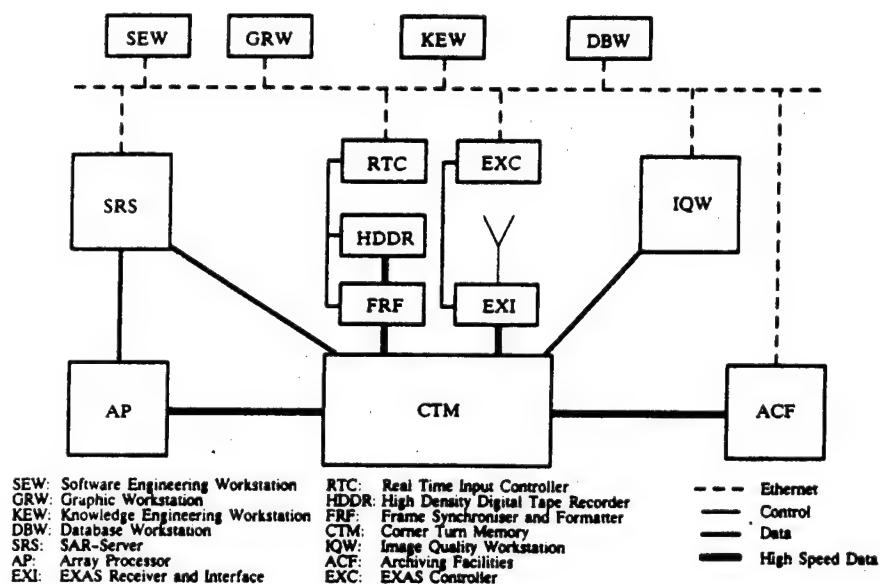 SEW
GRW
KEW
DBW
RTC
EXC
SRS
IQW
HDDR
FRF
EXI
AP
CTM
ACF
SEW: Software Engineering Workstation
GRW: Graphic Workstation
KEW: Knowledge Engineering Workstation
DBW: Database Workstation
SRS: SAR-Server
AP: Array Processor
EXI: EXAS Receiver and Interface
RTC: Real Time Input Controller
HDDR: High Density Digital Tape Recorder
FRF: Frame Synchroniser and Formatter
CTM: Corner Turn Memory
IQW: Image Quality Workstation
ACF: Archiving Facilities
EXC: EXAS Controller
Ethernet
Control
Data
High Speed Data